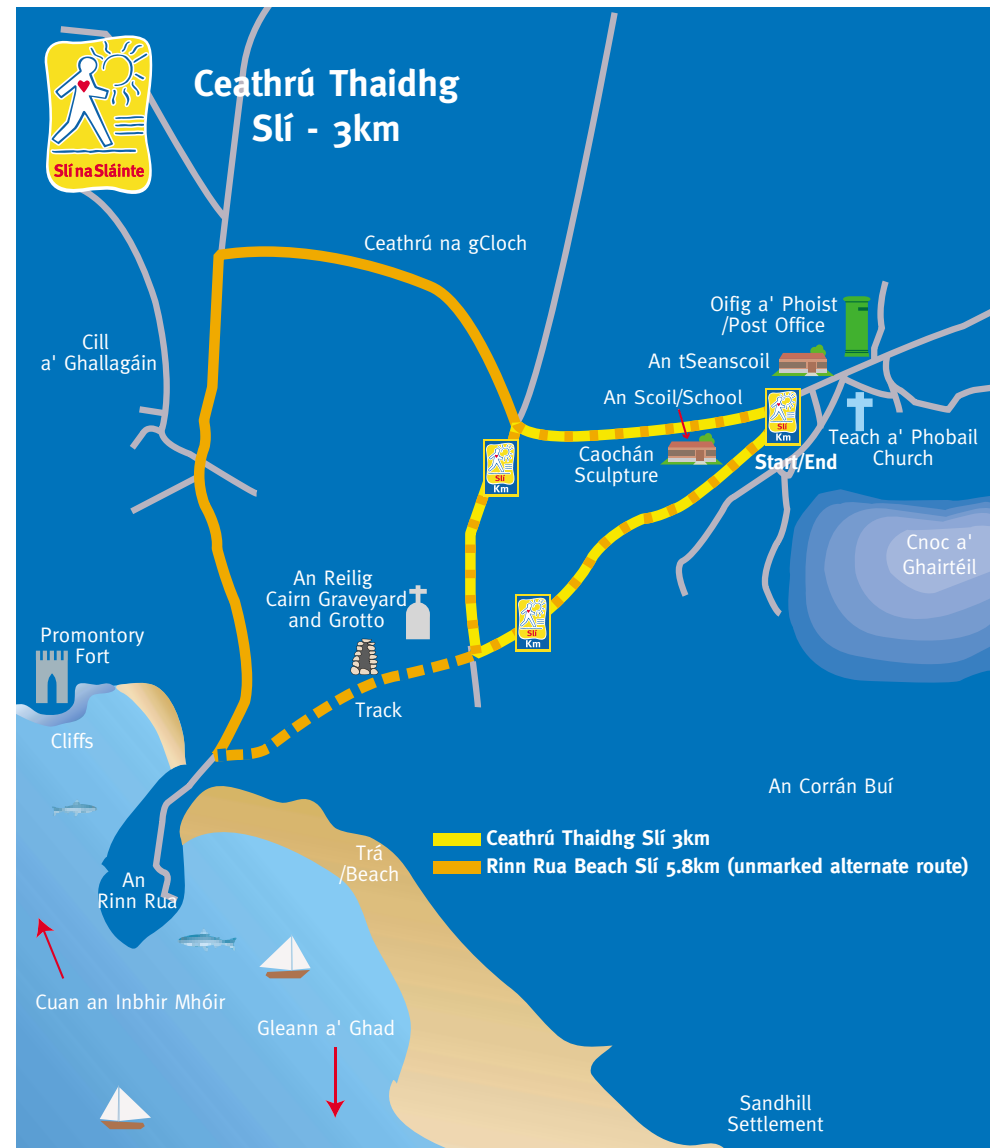 Ceathrú Thaidhg
Slí - 3km
Slí na Sláinte
Ceathrú na gCloch
Oifig a' Phoist
/Post Office
Cill
a' Ghallagáin
An tSeanscoil
An Scoil/School
Slí
Km
Caochán
Sculpture
Start/End
Teach a' Phobail
Church
Slí
Km
Cnoc a'
Ghairtéil
An Reilig
Cairn Graveyard
and Grotto
Slí
Km
Promontory
Fort
Track
Cliffs
An Corrán Buí
Ceathrú Thaidhg Slí 3km
Rinn Rua Beach Slí 5.8km (unmarked alternate route)
Trá
/Beach
An
Rinn Rua
Cuan an Inbhir Mhóir
Gleann a' Ghad
Sandhill
Settlement